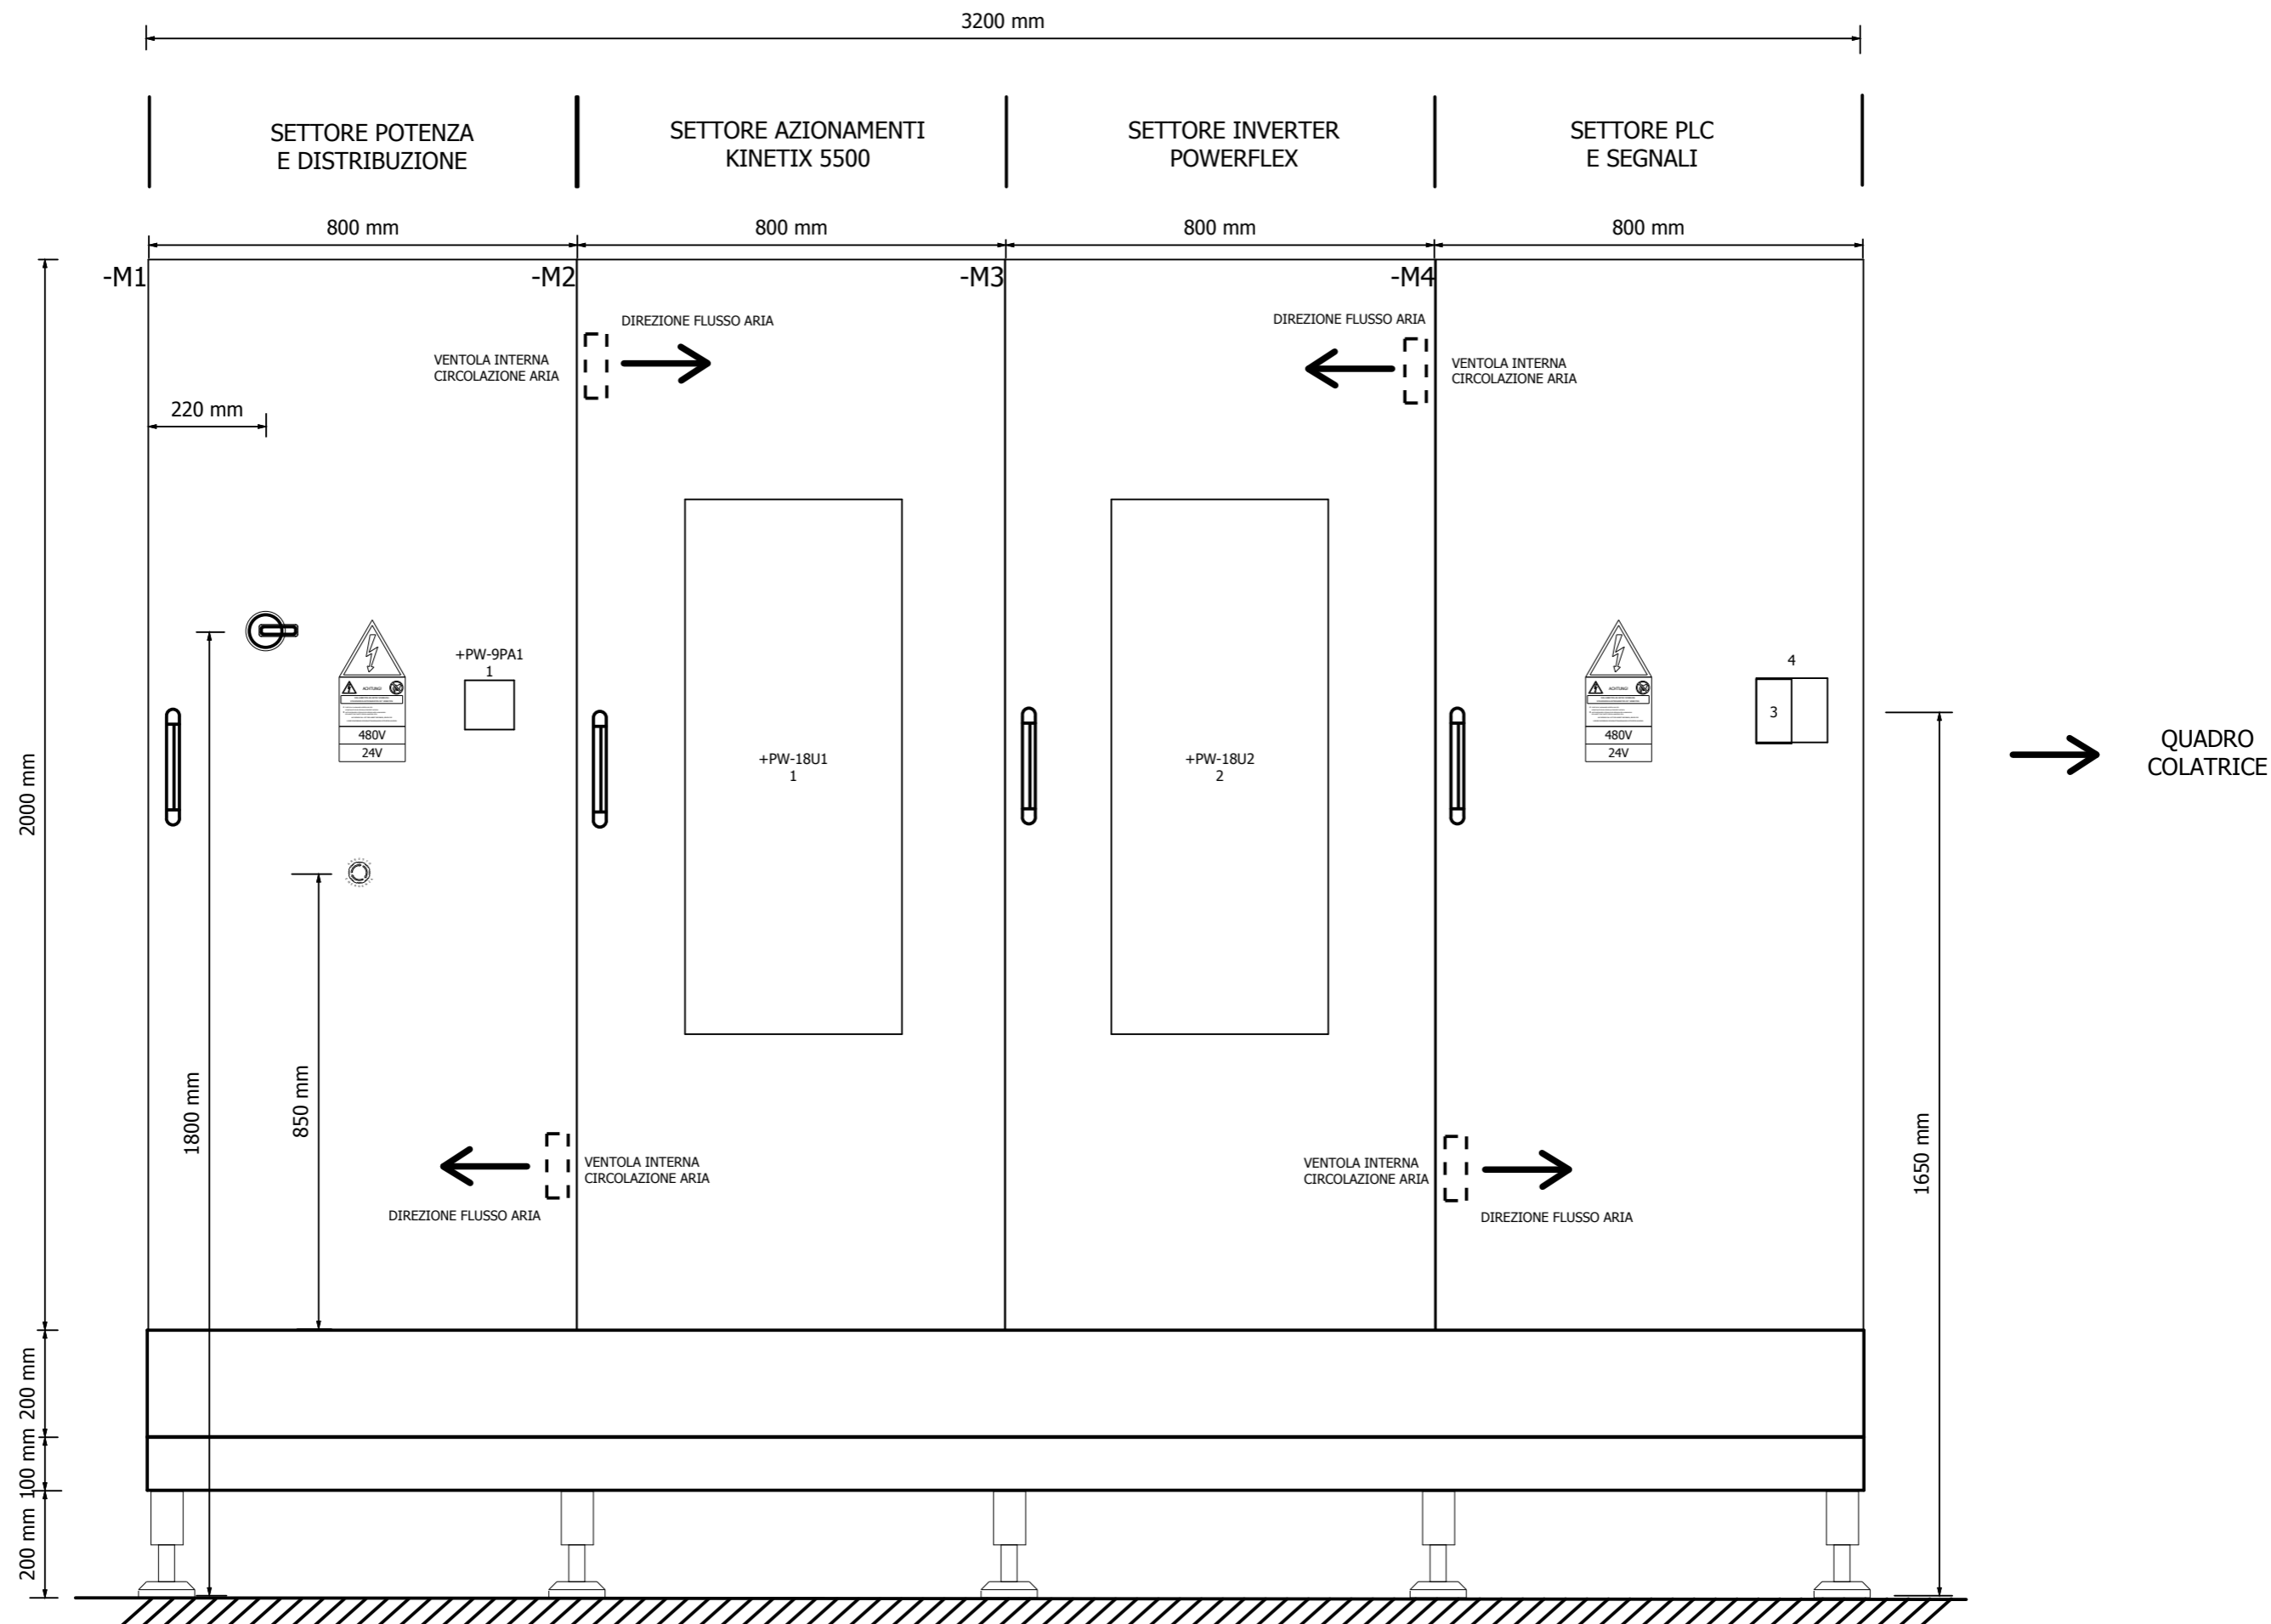 3200 mm
SETTORE POTENZA
E DISTRIBUZIONE
SETTORE AZIONAMENTI
KINETIX 5500
SETTORE INVERTER
POWERFLEX
SETTORE PLC
E SEGNALI
800 mm
800 mm
800 mm
800 mm
-M1
-M2
-M3
-M4
DIREZIONE FLUSSO ARIA
VENTOLA INTERNA
CIRCOLAZIONE ARIA
DIREZIONE FLUSSO ARIA
VENTOLA INTERNA
CIRCOLAZIONE ARIA
220 mm
+PW-9PA1
1
480V
24V
+PW-18U1
1
+PW-18U2
2
480V
24V
4
3
QUADRO
COLATRICE
2000 mm
1800 mm
850 mm
1650 mm
VENTOLA INTERNA
CIRCOLAZIONE ARIA
DIREZIONE FLUSSO ARIA
VENTOLA INTERNA
CIRCOLAZIONE ARIA
DIREZIONE FLUSSO ARIA
200 mm
100 mm
200 mm